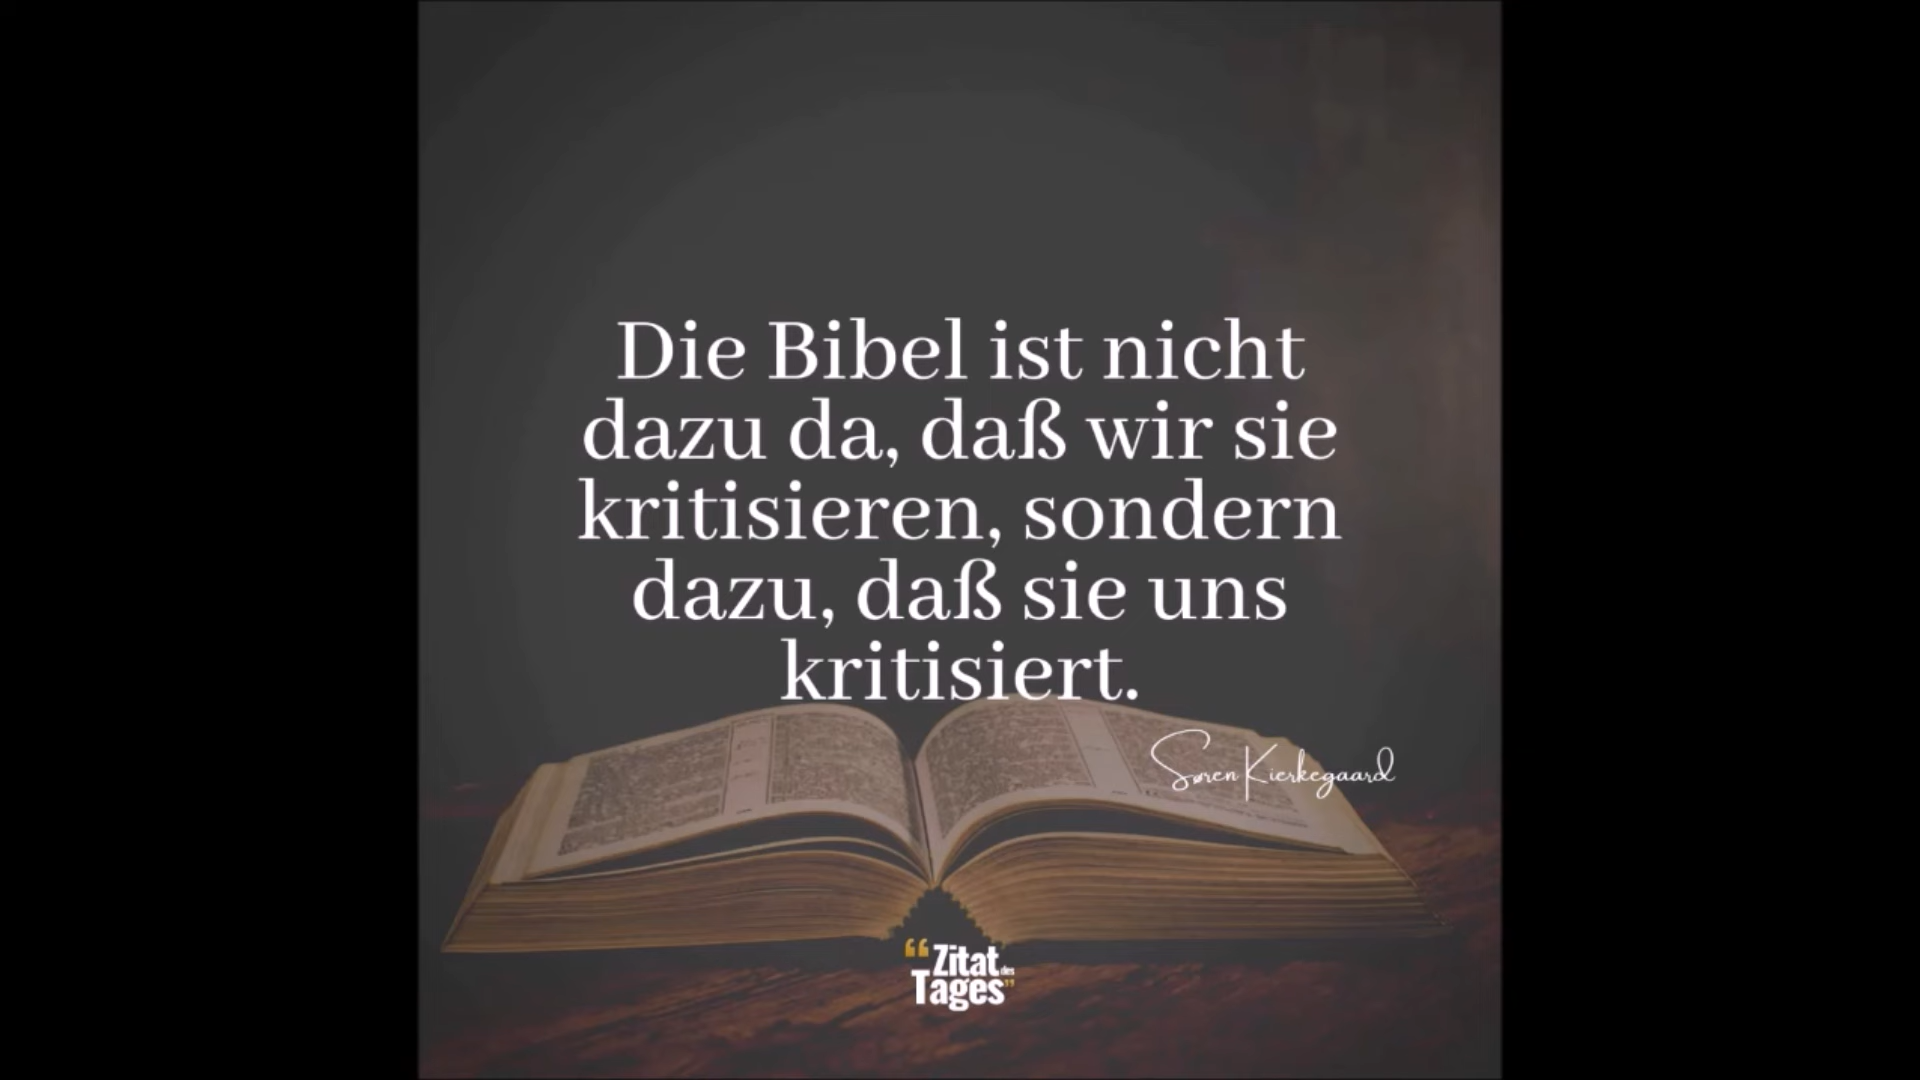 Die Bibel ist nicht
dazu da, daß wir sie
kritisieren, sondern
dazu, daß sie uns
kritisiert.
Søren Kierkegaard
“Zitat des
Tages”